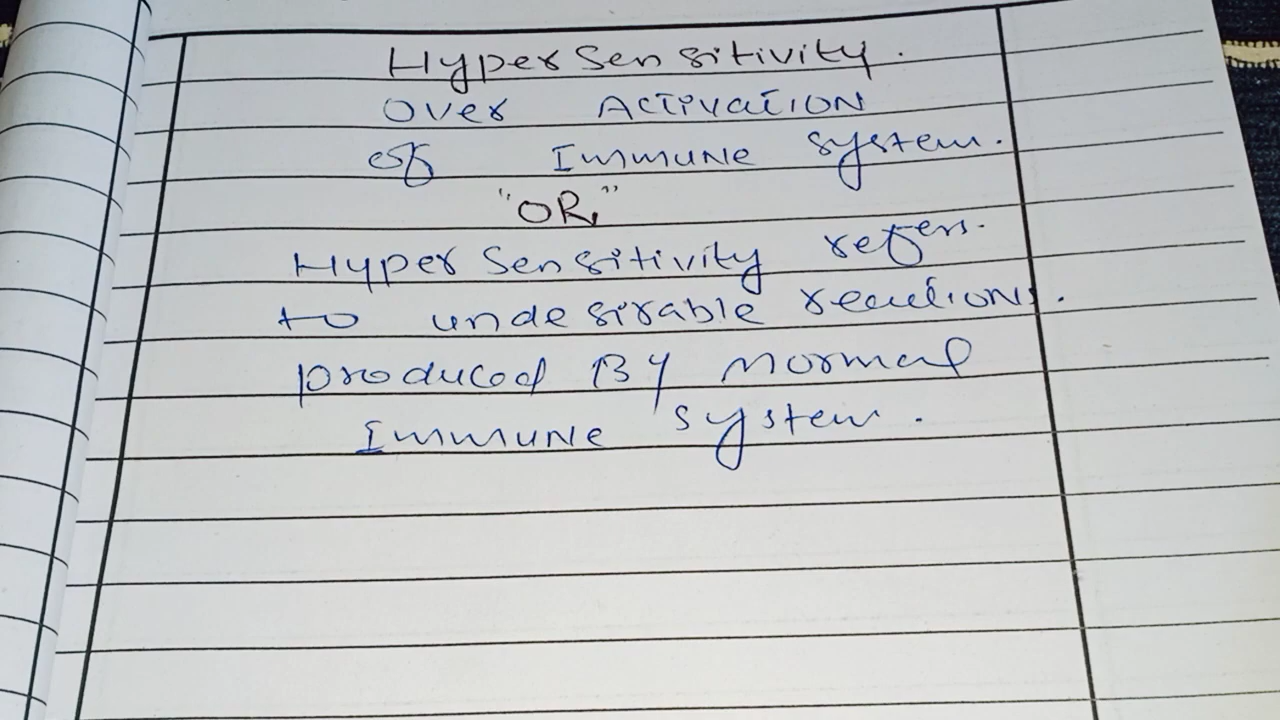 HyperSensitivity.
Over Activation
of Immune system.
"OR"
HyperSensitivity refers.
to undesirable reactions.
produced By Normal
Immune system.